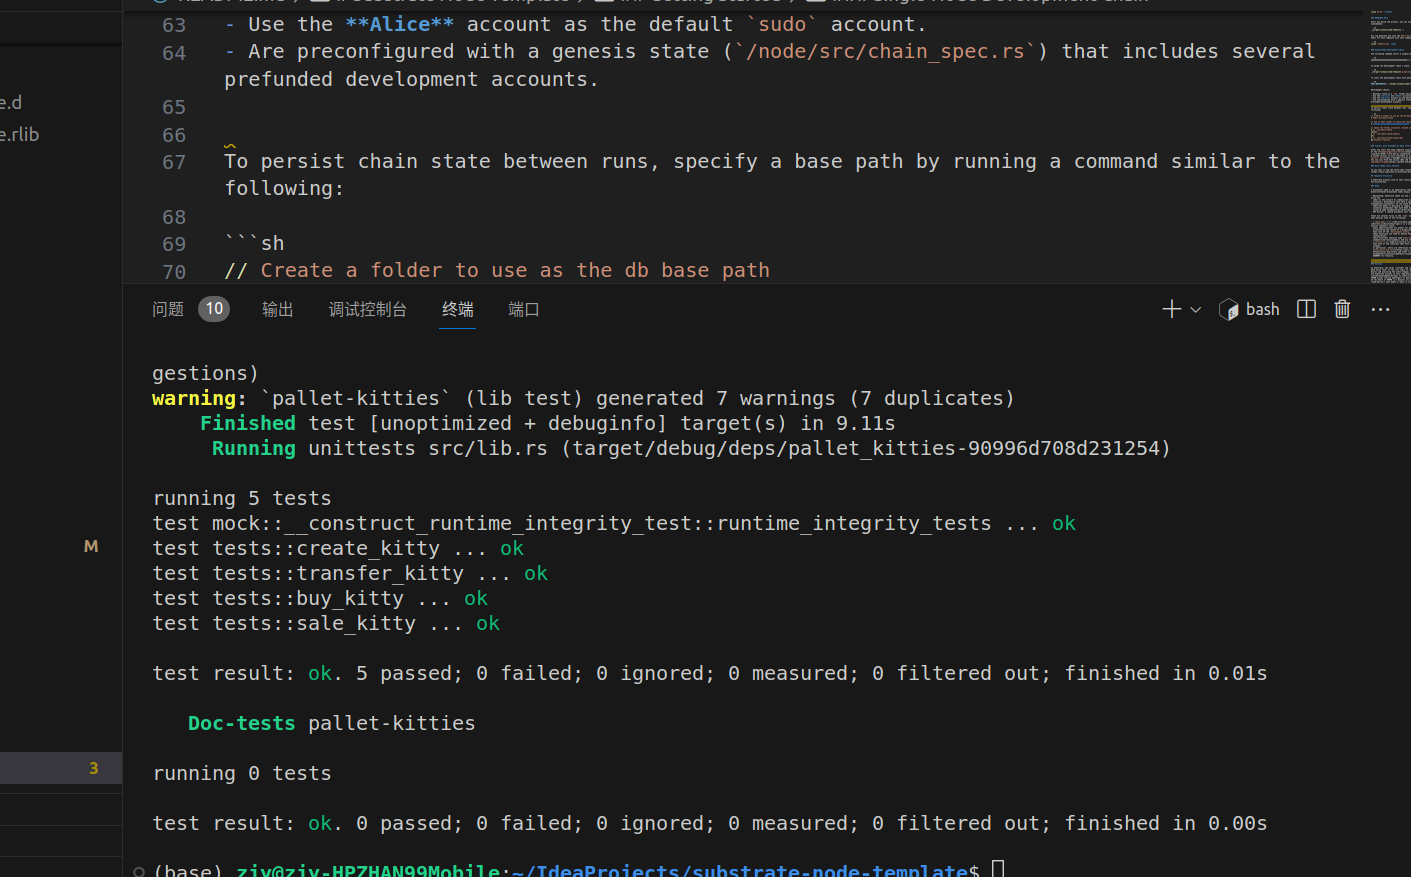 63 - Use the **Alice** account as the default `sudo` account.
64 - Are preconfigured with a genesis state (`/node/src/chain_spec.rs`) that includes several
prefunded development accounts.
65
66
67 To persist chain state between runs, specify a base path by running a command similar to the
following:
68
69 ```sh
70 // Create a folder to use as the db base path
e.d
e.rlib
M
3
问题 10 输出 调试控制台 终端 端口 bash
gestions)
warning: `pallet-kitties` (lib test) generated 7 warnings (7 duplicates)
Finished test [unoptimized + debuginfo] target(s) in 9.11s
Running unittests src/lib.rs (target/debug/deps/pallet_kitties-90996d708d231254)
running 5 tests
test mock::__construct_runtime_integrity_test::runtime_integrity_tests ... ok
test tests::create_kitty ... ok
test tests::transfer_kitty ... ok
test tests::buy_kitty ... ok
test tests::sale_kitty ... ok
test result: ok. 5 passed; 0 failed; 0 ignored; 0 measured; 0 filtered out; finished in 0.01s
Doc-tests pallet-kitties
running 0 tests
test result: ok. 0 passed; 0 failed; 0 ignored; 0 measured; 0 filtered out; finished in 0.00s
(base) ziy@ziy-HPZHAN99Mobile:~/IdeaProjects/substrate-node-template$